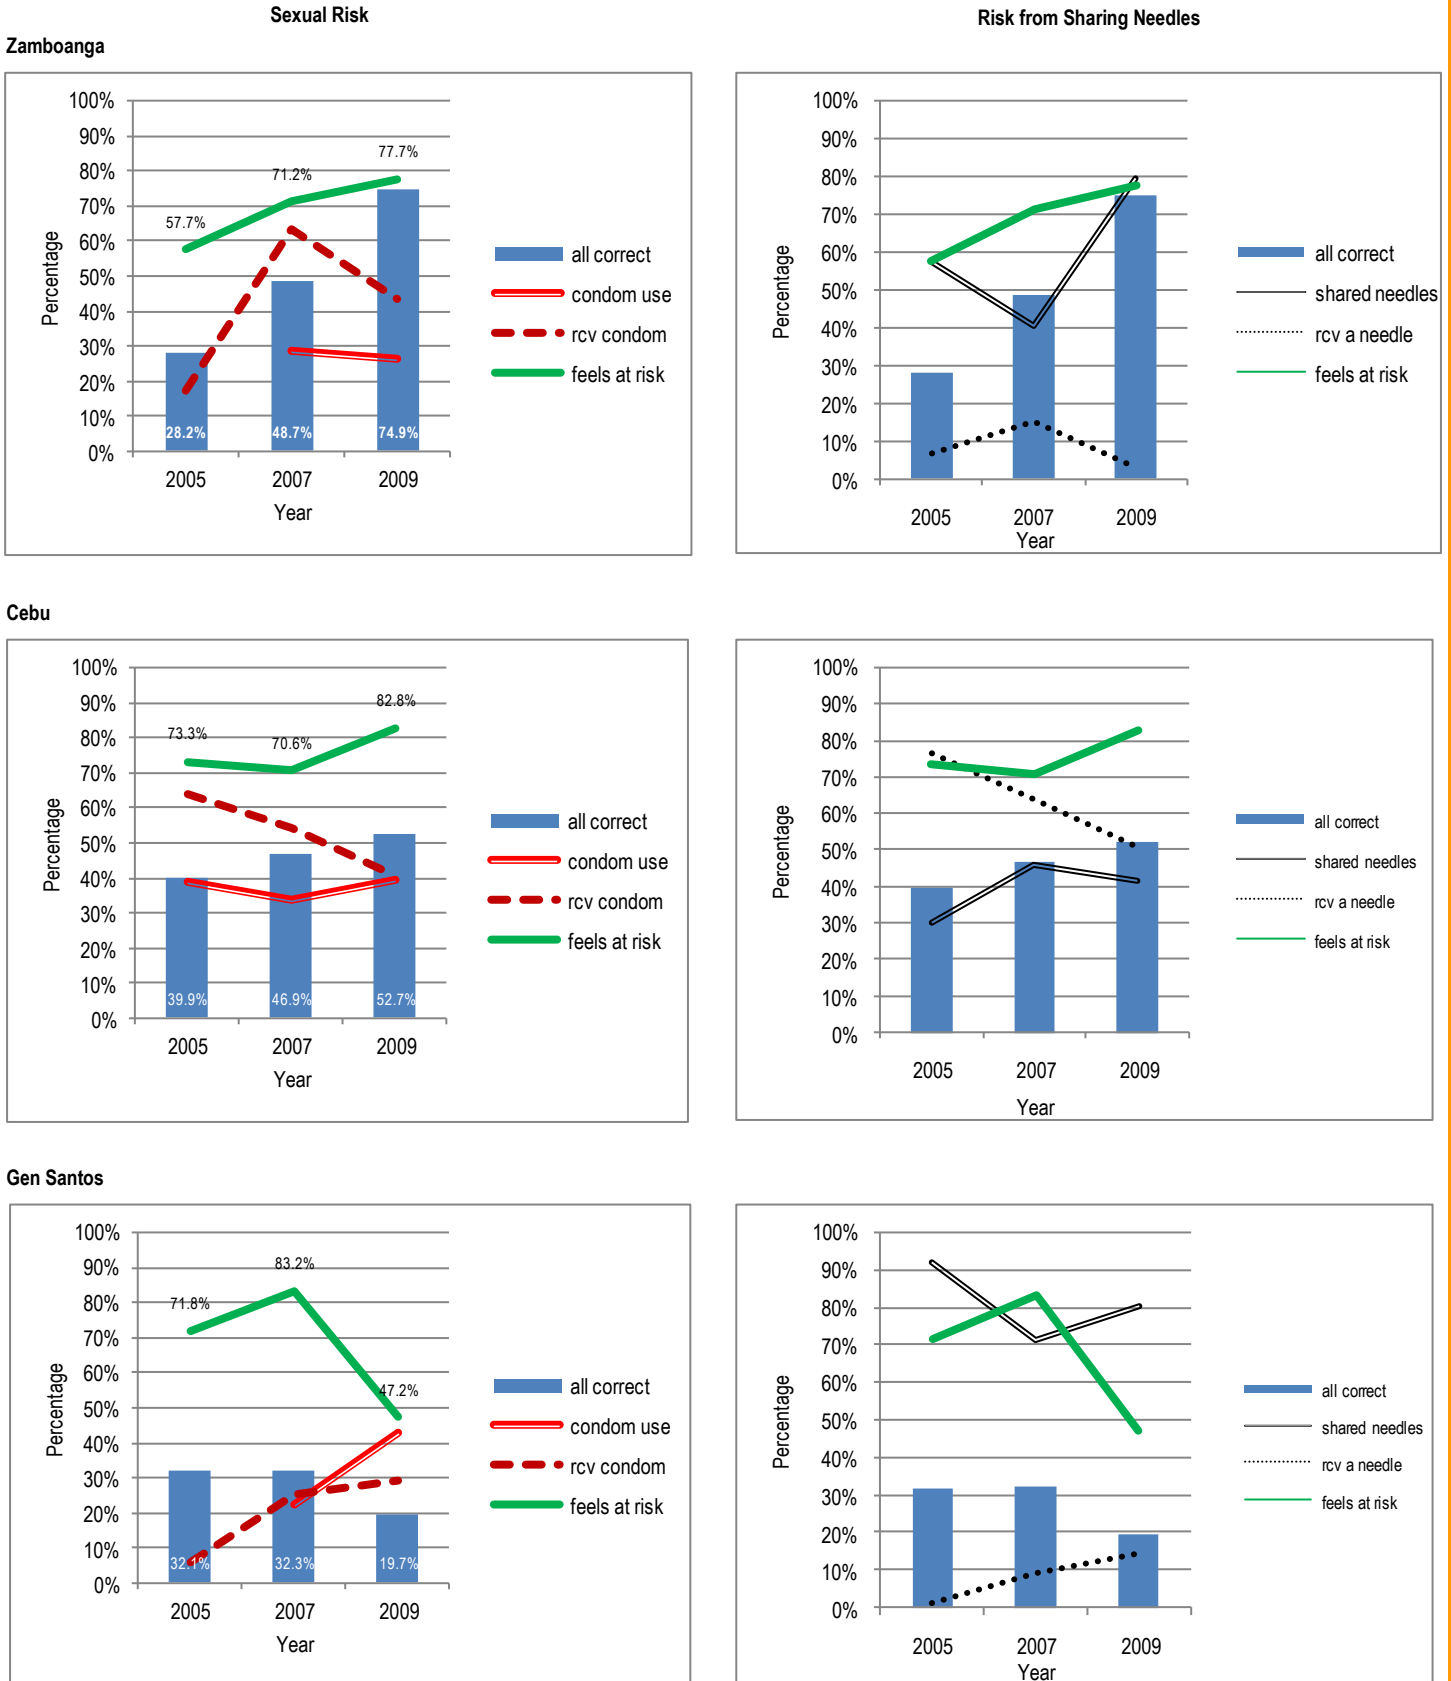 Sexual Risk
Risk from Sharing Needles
Zamboanga
100%
90%
80%
70%
60%
50%
40%
30%
20%
10%
0%
Percentage
57.7%
71.2%
77.7%
28.2%
48.7%
74.9%
2005
2007
2009
Year
all correct
condom use
rcv condom
feels at risk
100%
90%
80%
70%
60%
50%
40%
30%
20%
10%
0%
Percentage
2005
2007
2009
Year
all correct
shared needles
rcv a needle
feels at risk
Cebu
100%
90%
80%
70%
60%
50%
40%
30%
20%
10%
0%
Percentage
73.3%
70.6%
82.8%
39.9%
46.9%
52.7%
2005
2007
2009
Year
all correct
condom use
rcv condom
feels at risk
100%
90%
80%
70%
60%
50%
40%
30%
20%
10%
0%
Percentage
2005
2007
2009
Year
all correct
shared needles
rcv a needle
feels at risk
Gen Santos
100%
90%
80%
70%
60%
50%
40%
30%
20%
10%
0%
Percentage
71.8%
83.2%
47.2%
32.1%
32.3%
19.7%
2005
2007
2009
Year
all correct
condom use
rcv condom
feels at risk
100%
90%
80%
70%
60%
50%
40%
30%
20%
10%
0%
Percentage
2005
2007
2009
Year
all correct
shared needles
rcv a needle
feels at risk